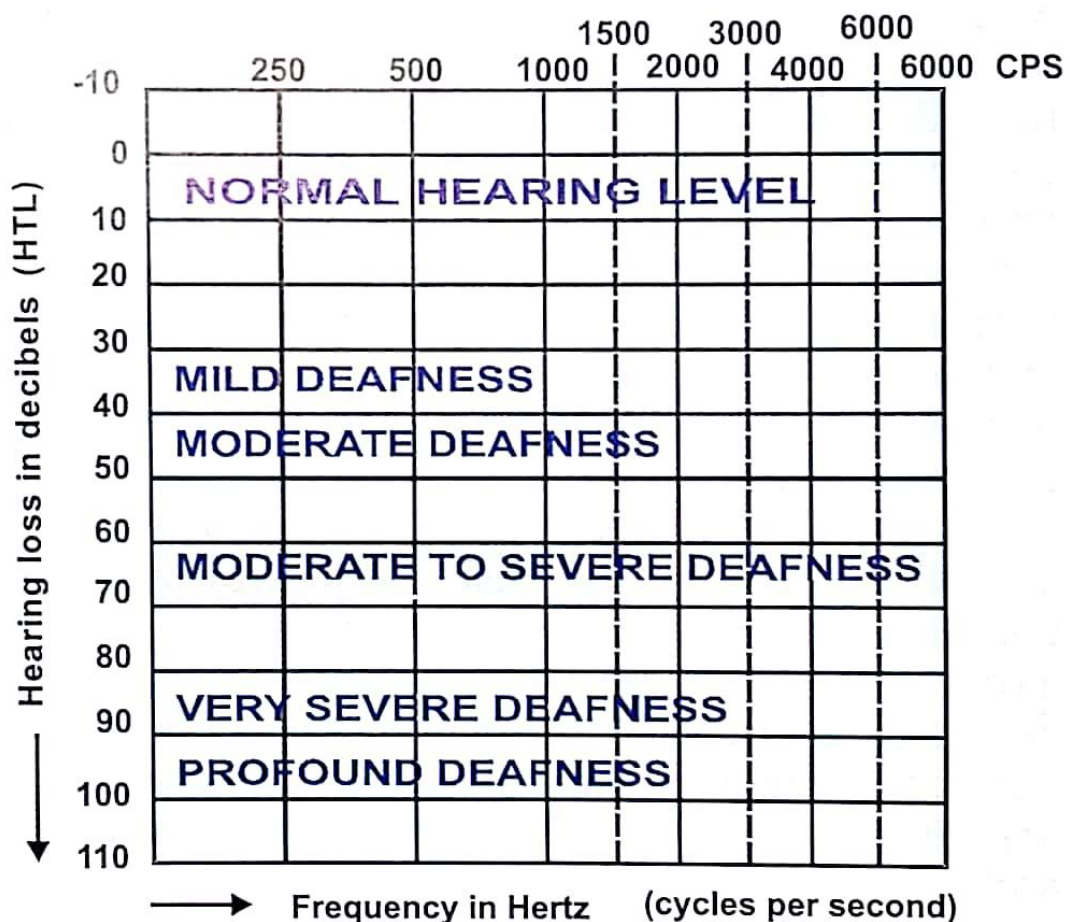 1500 3000 6000
250 500 1000 2000 4000 6000 CPS
-10
0
NORMAL HEARING LEVEL
10
20
30
MILD DEAFNESS
40
MODERATE DEAFNESS
50
60
MODERATE TO SEVERE DEAFNESS
70
80
VERY SEVERE DEAFNESS
90
PROFOUND DEAFNESS
100
110
Hearing loss in decibels (HTL)
Frequency in Hertz (cycles per second)